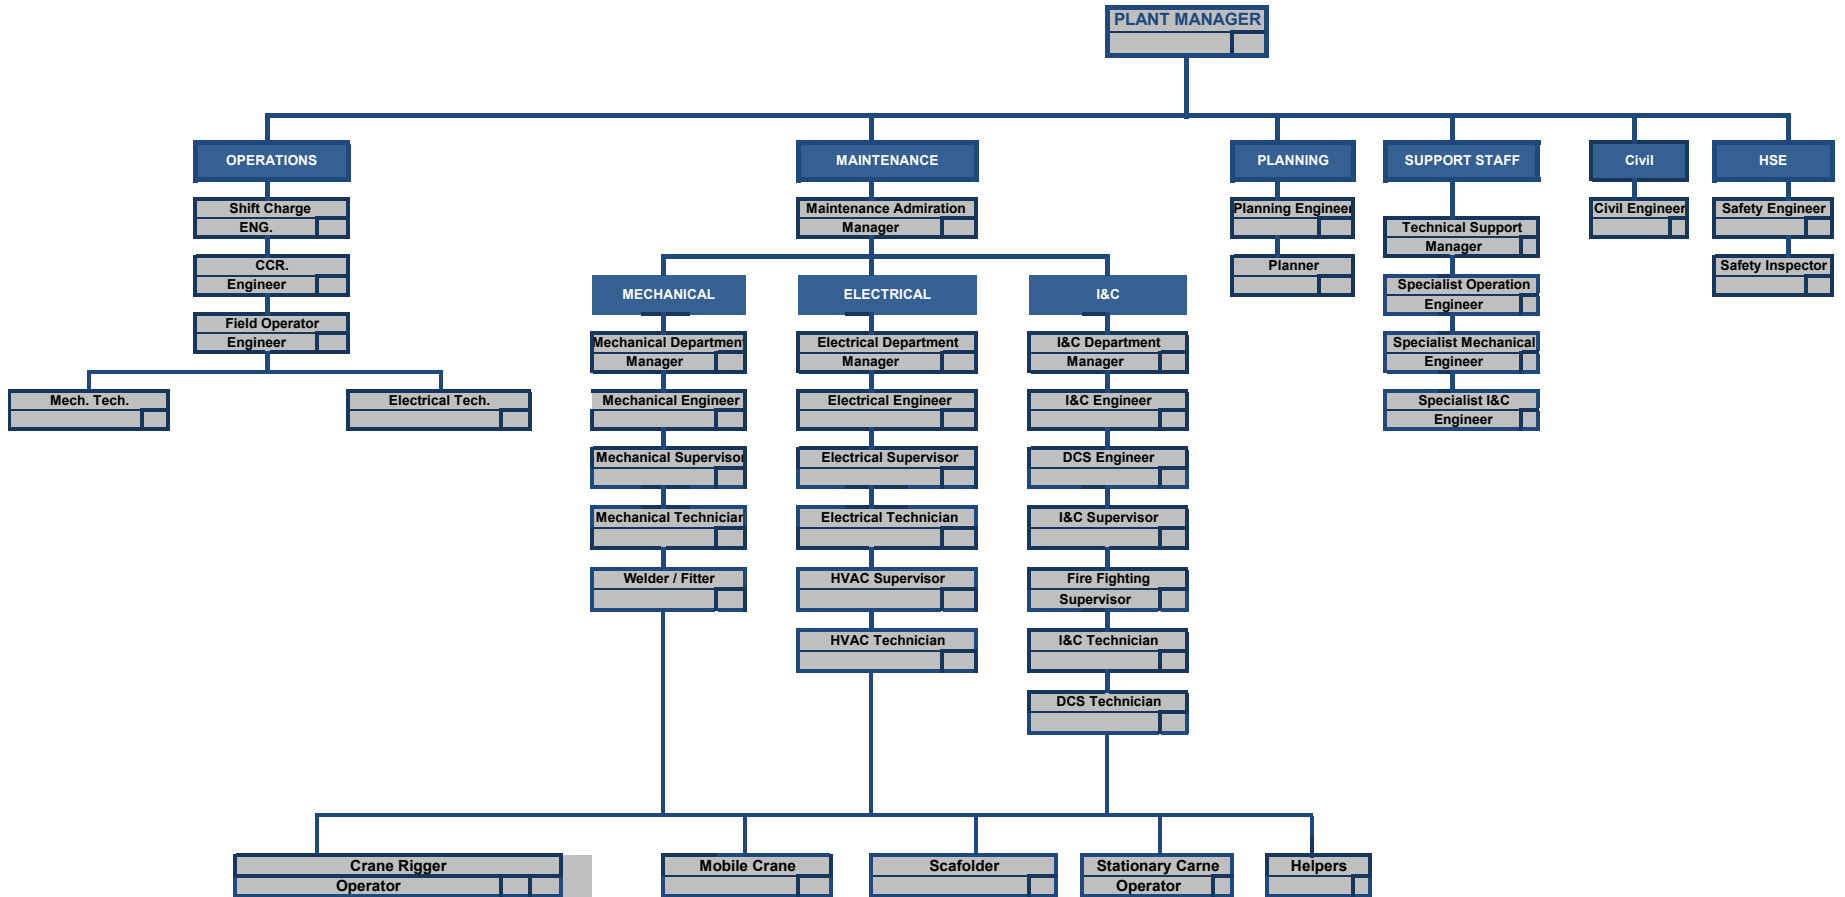 PLANT MANAGER
OPERATIONS
MAINTENANCE
PLANNING
SUPPORT STAFF
Civil
HSE
Shift Charge
ENG.
Maintenance Admiration
Manager
Planning Engineer
Civil Engineer
Safety Engineer
Technical Support
Manager
CCR.
Engineer
Planner
Safety Inspector
MECHANICAL
ELECTRICAL
I&C
Specialist Operation
Engineer
Field Operator
Engineer
Mechanical Department
Manager
Electrical Department
Manager
I&C Department
Manager
Specialist Mechanical
Engineer
Mech. Tech.
Electrical Tech.
Mechanical Engineer
Electrical Engineer
I&C Engineer
Specialist I&C
Engineer
Mechanical Supervisor
Electrical Supervisor
DCS Engineer
Mechanical Technician
Electrical Technician
I&C Supervisor
Welder / Fitter
HVAC Supervisor
Fire Fighting
Supervisor
HVAC Technician
I&C Technician
DCS Technician
Crane Rigger
Operator
Mobile Crane
Scafolder
Stationary Carne
Operator
Helpers